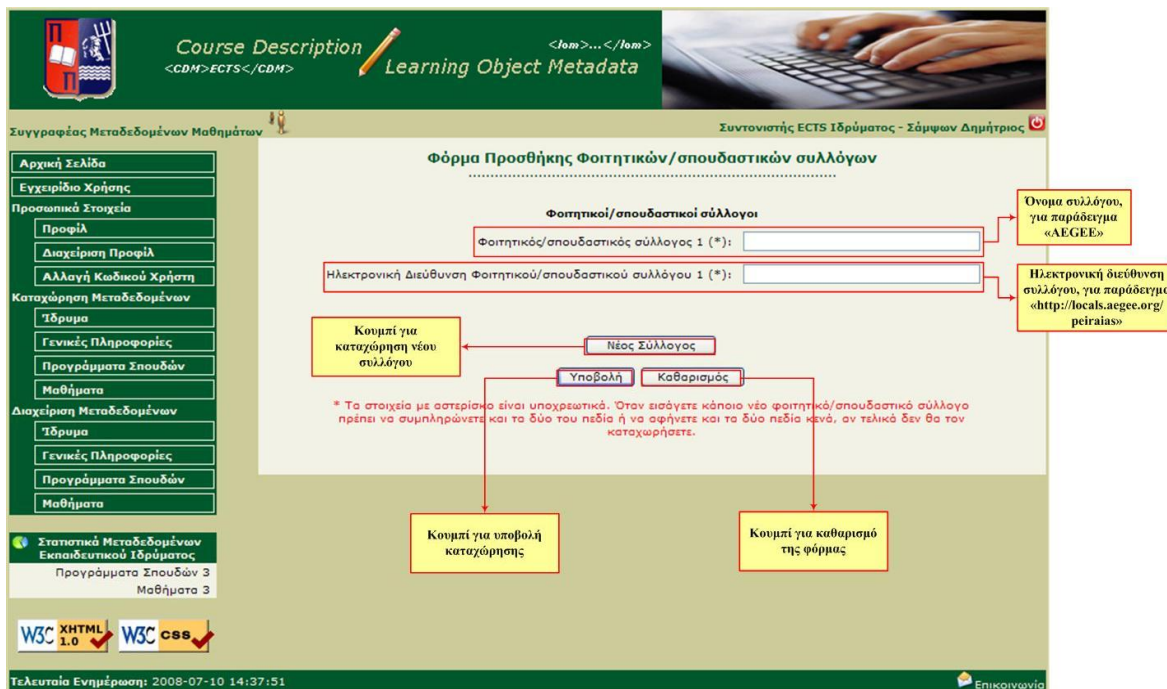 Π
Π
Course Description
<CDM>ECTS</CDM>
<lom>...</lom>
Learning Object Metadata
Συγγραφέας Μεταδεδομένων Μαθημάτων
Συντονιστής ECTS Ιδρύματος - Σάμψων Δημήτριος
Αρχική Σελίδα
Εγχειρίδιο Χρήσης
Προσωπικά Στοιχεία
Προφίλ
Διαχείριση Προφίλ
Αλλαγή Κωδικού Χρήστη
Καταχώρηση Μεταδεδομένων
Ίδρυμα
Γενικές Πληροφορίες
Προγράμματα Σπουδών
Μαθήματα
Διαχείριση Μεταδεδομένων
Ίδρυμα
Γενικές Πληροφορίες
Προγράμματα Σπουδών
Μαθήματα
Στατιστικά Μεταδεδομένων
Εκπαιδευτικού Ιδρύματος
Προγράμματα Σπουδών 3
Μαθήματα 3
W3C XHTML 1.0
W3C css
Φόρμα Προσθήκης Φοιτητικών/σπουδαστικών συλλόγων
Φοιτητικοί/σπουδαστικοί σύλλογοι
Φοιτητικός/σπουδαστικός σύλλογος 1 (*):
Ηλεκτρονική Διεύθυνση Φοιτητικού/σπουδαστικού συλλόγου 1 (*):
Όνομα συλλόγου,
για παράδειγμα
«AEGEE»
Ηλεκτρονική διεύθυνση
συλλόγου, για παράδειγμα
«http://locals.aegee.org/
peiraias»
Κουμπί για
καταχώρηση νέου
συλλόγου
Νέος Σύλλογος
Υποβολή
Καθαρισμός
* Τα στοιχεία με αστερίσκο είναι υποχρεωτικά. Όταν εισάγετε κάποιο νέο φοιτητικό/σπουδαστικό σύλλογο
πρέπει να συμπληρώνετε και τα δύο του πεδία ή να αφήνετε και τα δύο πεδία κενά, αν τελικά δεν θα τον
καταχωρήσετε.
Κουμπί για υποβολή
καταχώρησης
Κουμπί για καθαρισμό
της φόρμας
Τελευταία Ενημέρωση: 2008-07-10 14:37:51
Επικοινωνία